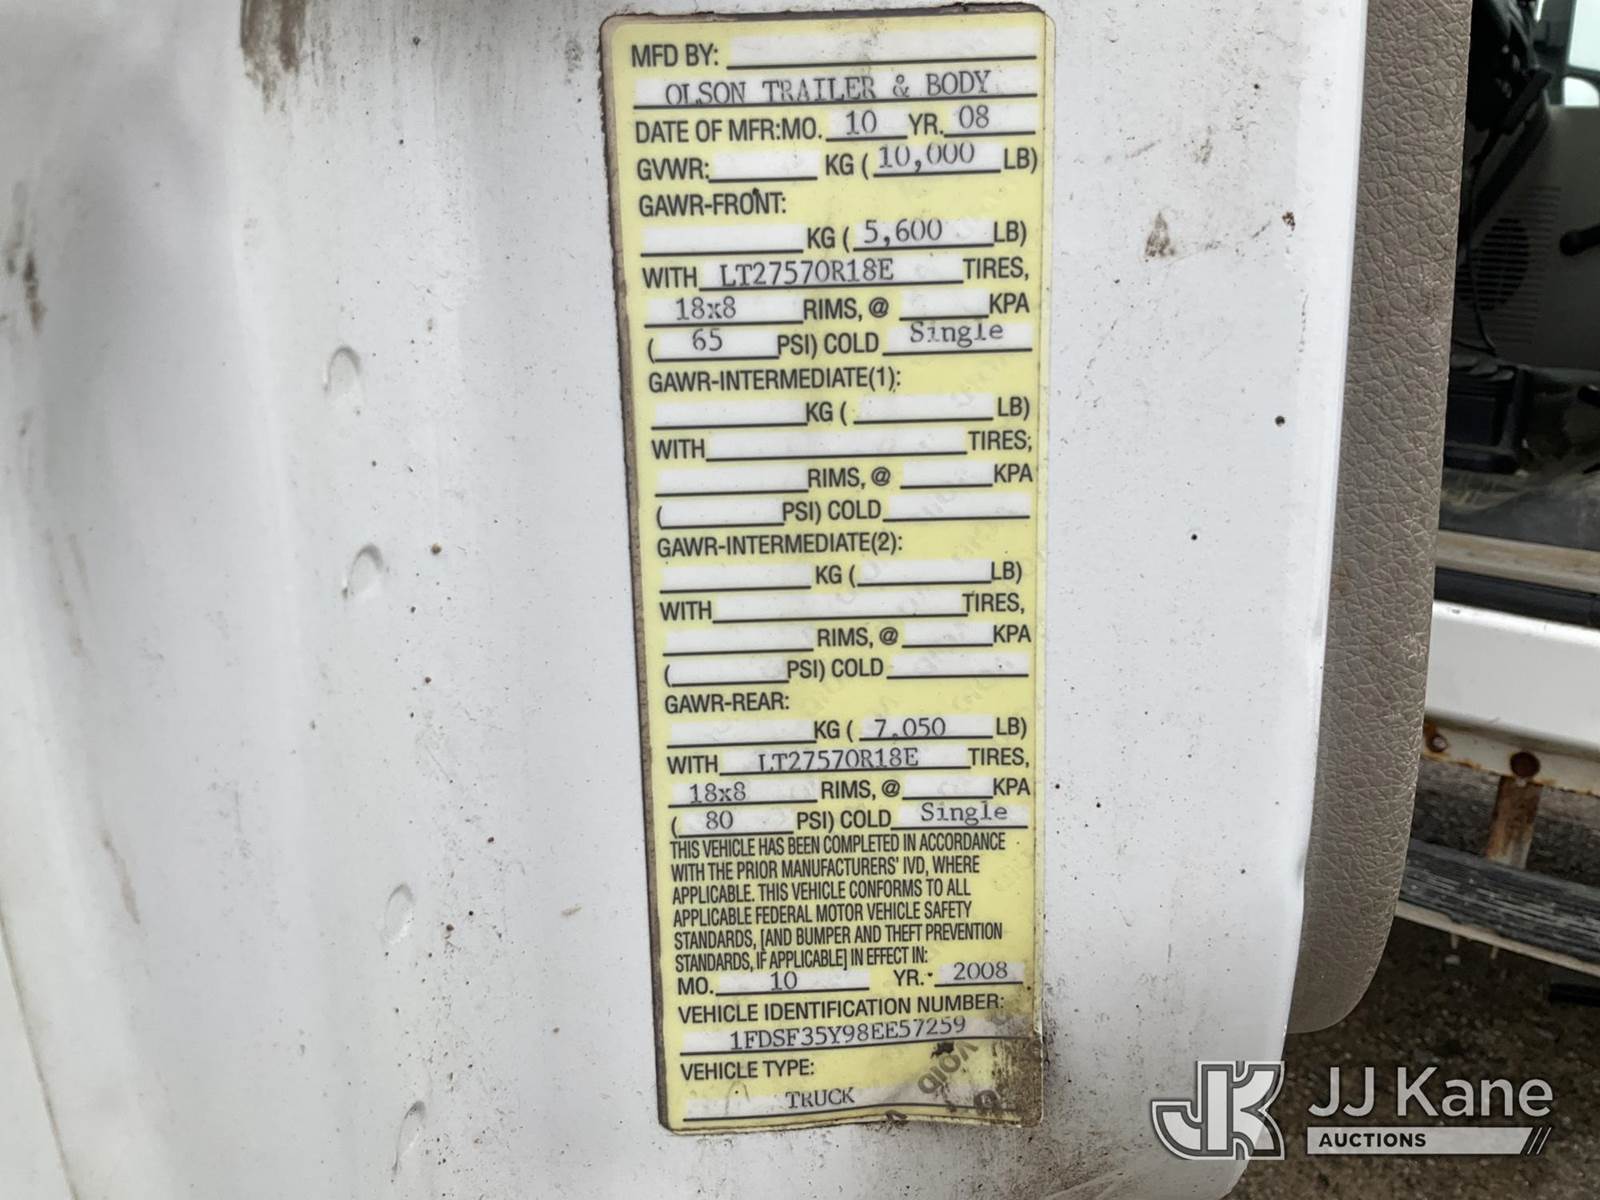 MFD BY:
OLSON TRAILER & BODY
DATE OF MFR:MO. 10 YR. 08
GVWR: KG ( 10,000 LB)
GAWR-FRONT:
KG ( 5,600 LB)
WITH LT27570R18E TIRES,
18x8 RIMS, @ KPA
( 65 PSI) COLD Single
GAWR-INTERMEDIATE(1):
KG ( LB)
WITH TIRES;
RIMS, @ KPA
( PSI) COLD
GAWR-INTERMEDIATE(2):
KG ( LB)
WITH TIRES,
RIMS, @ KPA
( PSI) COLD
GAWR-REAR:
KG ( 7,050 LB)
WITH LT27570R18E TIRES,
18x8 RIMS, @ KPA
( 80 PSI) COLD Single
THIS VEHICLE HAS BEEN COMPLETED IN ACCORDANCE
WITH THE PRIOR MANUFACTURERS' IVD, WHERE
APPLICABLE. THIS VEHICLE CONFORMS TO ALL
APPLICABLE FEDERAL MOTOR VEHICLE SAFETY
STANDARDS, [AND BUMPER AND THEFT PREVENTION
STANDARDS, IF APPLICABLE] IN EFFECT IN:
MO. 10 YR. 2008
VEHICLE IDENTIFICATION NUMBER:
1FDSF35Y98EE57259
VOID
VEHICLE TYPE:
TRUCK
JK JJ Kane
AUCTIONS